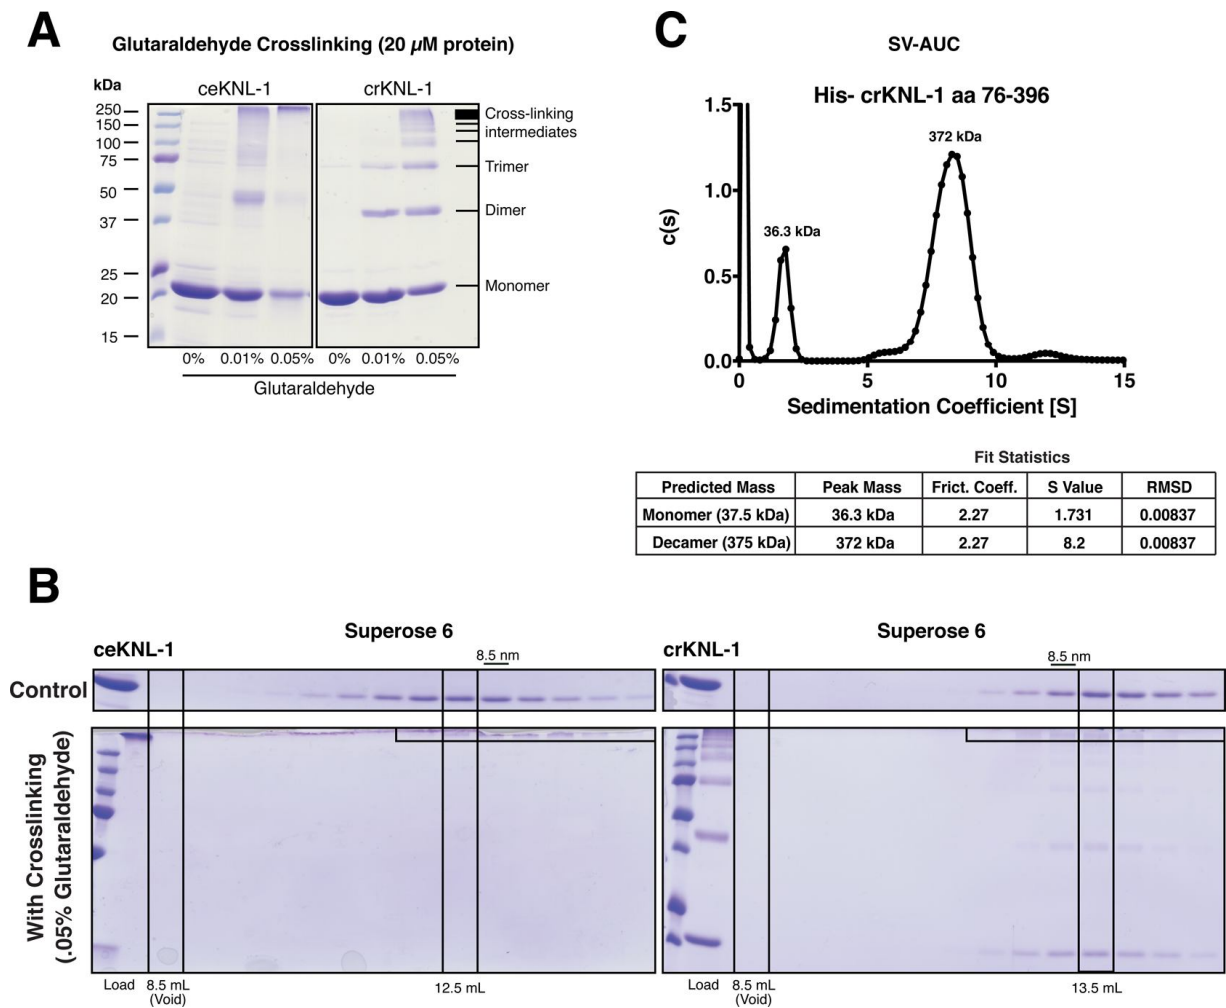 A
Glutaraldehyde Crosslinking (20 µM protein)
kDa
ceKNL-1
crKNL-1
250
150
100
75
50
37
25
20
15
Cross-linking
intermediates
Trimer
Dimer
Monomer
0% 0.01% 0.05% 0% 0.01% 0.05%
Glutaraldehyde
C
SV-AUC
His- crKNL-1 aa 76-396
c(s)
1.5
1.0
0.5
0.0
36.3 kDa
372 kDa
0 5 10 15
Sedimentation Coefficient [S]
Fit Statistics
Predicted Mass Peak Mass Frict. Coeff. S Value RMSD
Monomer (37.5 kDa) 36.3 kDa 2.27 1.731 0.00837
Decamer (375 kDa) 372 kDa 2.27 8.2 0.00837
B
Superose 6
ceKNL-1
8.5 nm
Superose 6
crKNL-1
8.5 nm
Control
With Crosslinking
(.05% Glutaraldehyde)
Load 8.5 mL 12.5 mL
(Void)
Load 8.5 mL 13.5 mL
(Void)